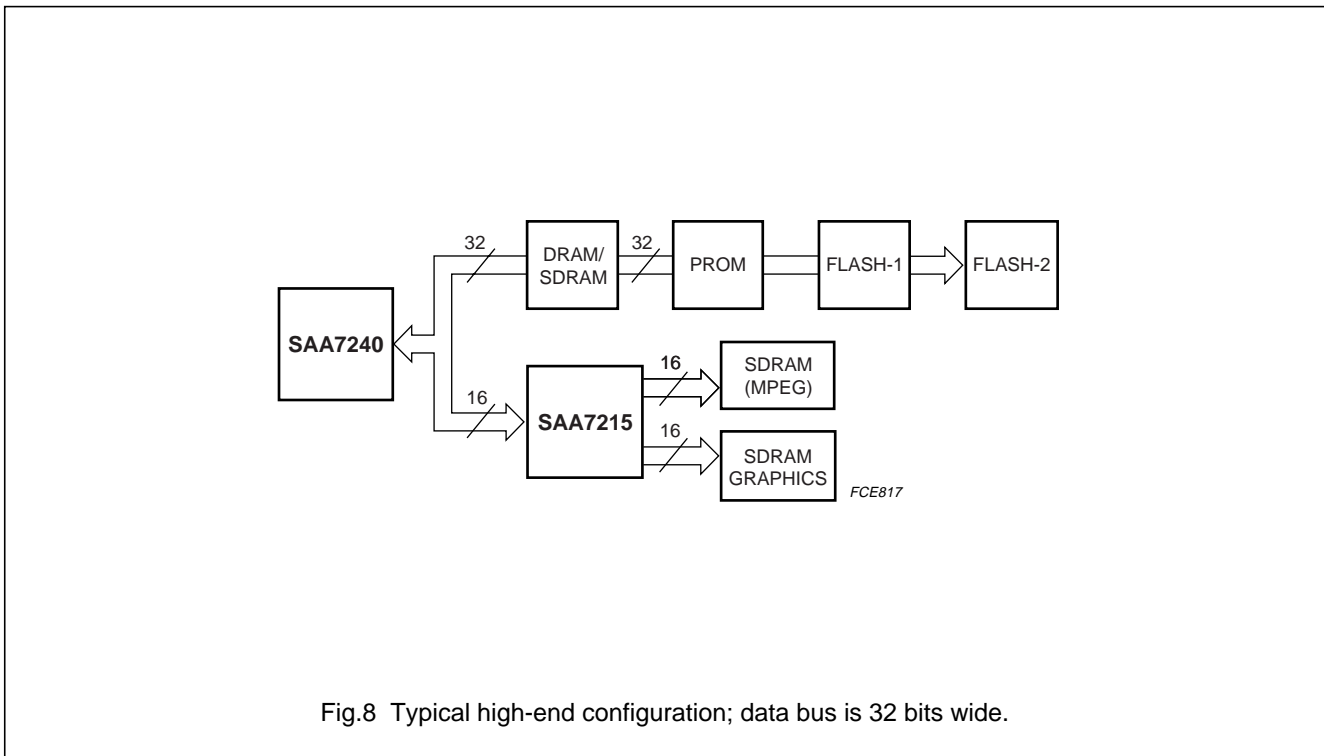 32
DRAM/
SDRAM
32
PROM
FLASH-1
FLASH-2
SAA7240
16
SAA7215
16
SDRAM
(MPEG)
16
SDRAM
GRAPHICS
FCE817
Fig.8 Typical high-end configuration; data bus is 32 bits wide.